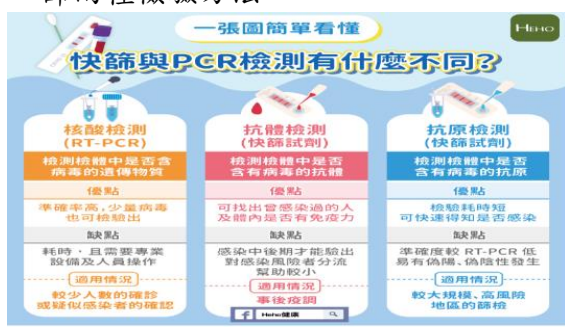 一張圖簡單看懂
HEHO
快篩與PCR檢測有什麼不同?
核酸檢測
(RT-PCR)
檢測檢體中是否含
病毒的遺傳物質
優點
準確率高,少量病毒
也可檢驗出
缺點
耗時,且需要專業
設備及人員操作
適用情況
較少人數的確診
或疑似感染者的確認
抗體檢測
(快篩試劑)
檢測檢體中是否
含有病毒的抗體
優點
可找出曾感染過的人
及體內是否有免疫力
缺點
感染中後期才能驗出
對感染風險者分流
幫助較小
適用情況
事後疫調
抗原檢測
(快篩試劑)
檢測檢體中是否
含有病毒的抗原
優點
檢驗耗時短
可快速得知是否感染
缺點
準確度較 RT-PCR 低
易有偽陽、偽陰性發生
適用情況
較大規模、高風險
地區的篩檢
f Heho健康